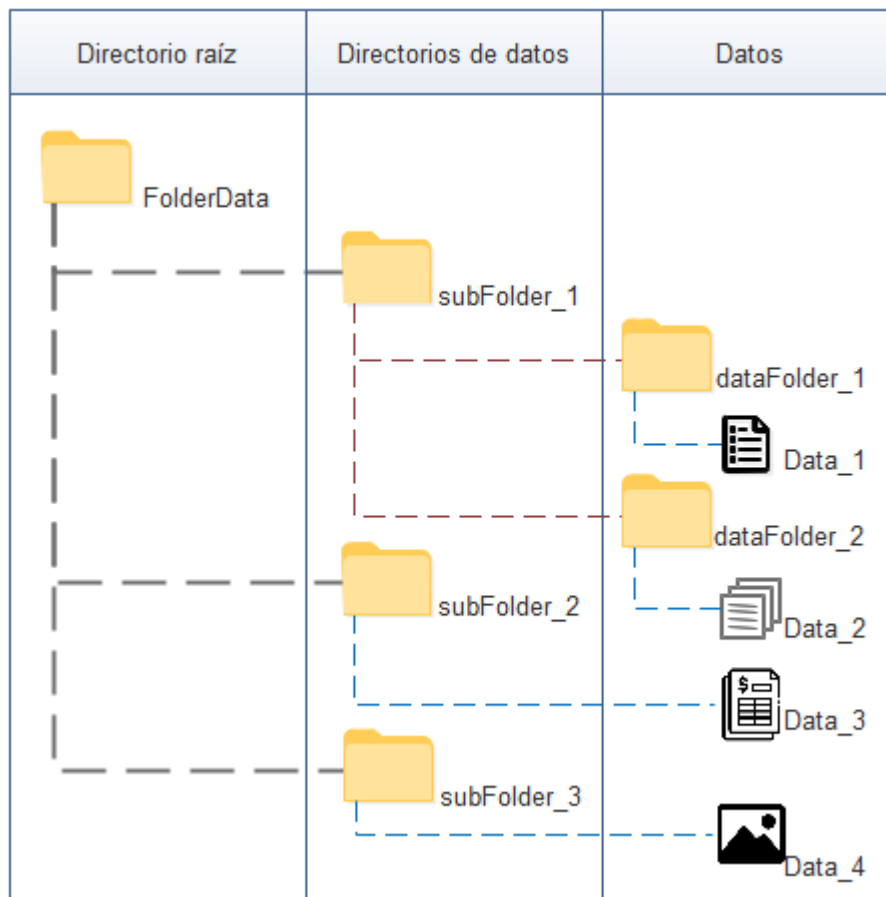 Directorio raíz
Directorios de datos
Datos
FolderData
subFolder_1
dataFolder_1
Data_1
dataFolder_2
subFolder_2
Data_2
Data_3
subFolder_3
Data_4